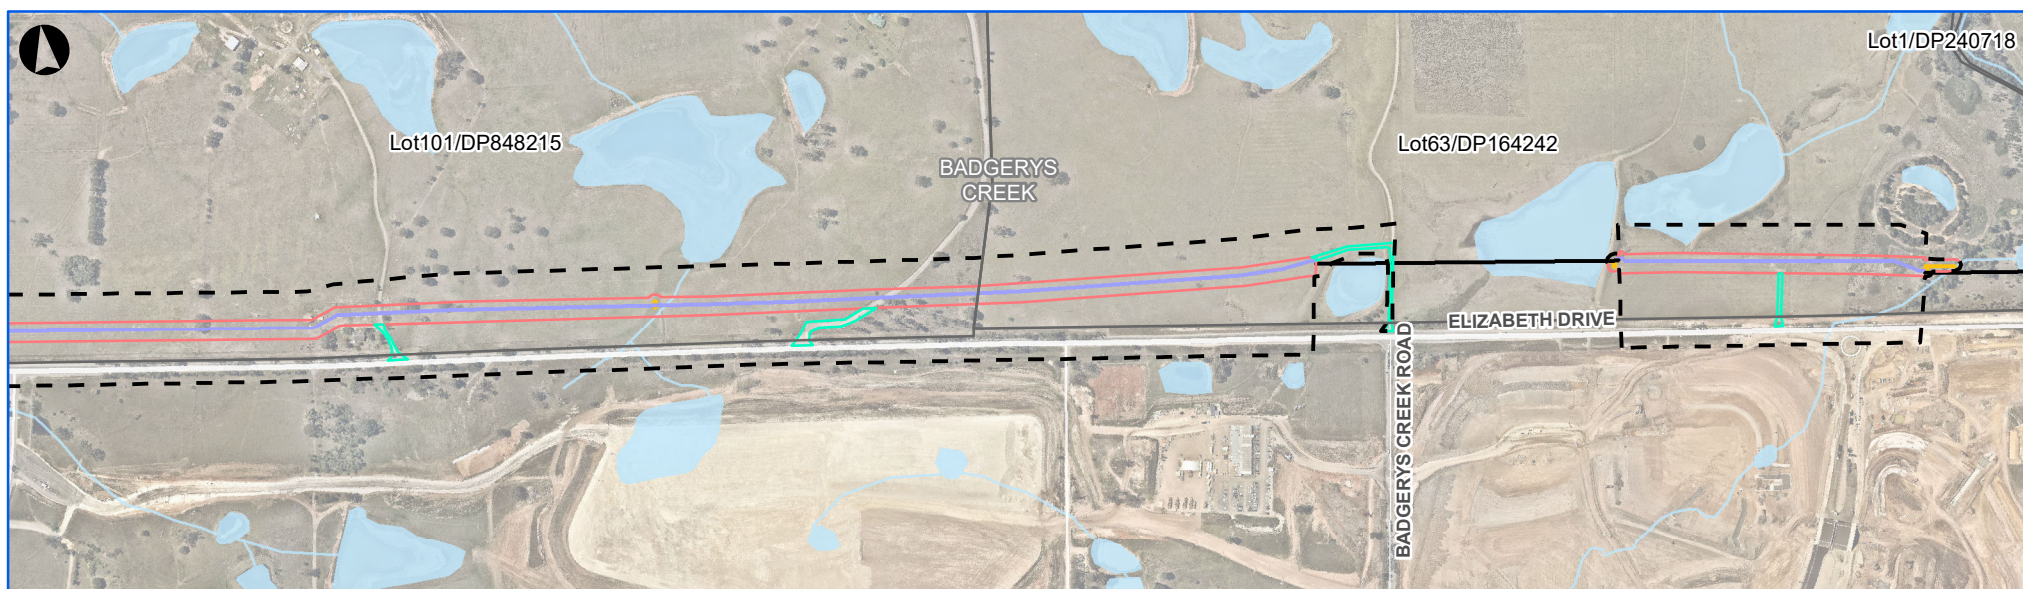 Lot1/DP240718
Lot101/DP848215
Lot63/DP164242
BADGERYS
CREEK
ELIZABETH DRIVE
BADGERYS CREEK ROAD